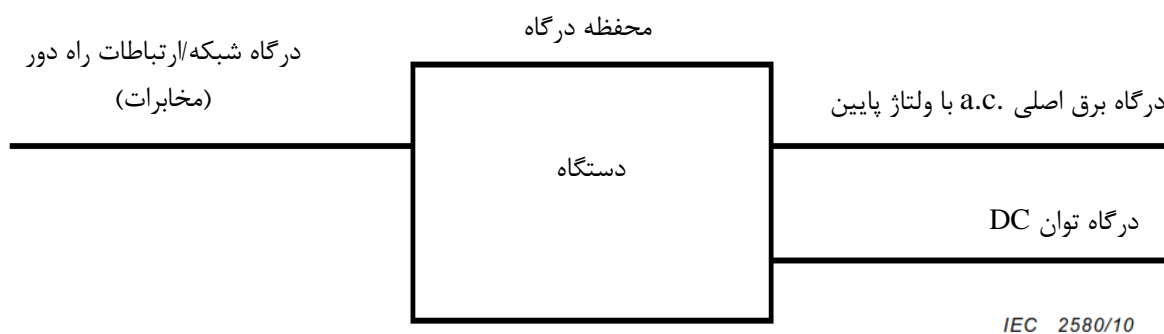 محفظه درگاه
درگاه شبکه/ارتباطات راه دور
(مخابرات)
درگاه برق اصلی .a.c با ولتاژ پایین
دستگاه
درگاه توان DC
IEC 2580/10